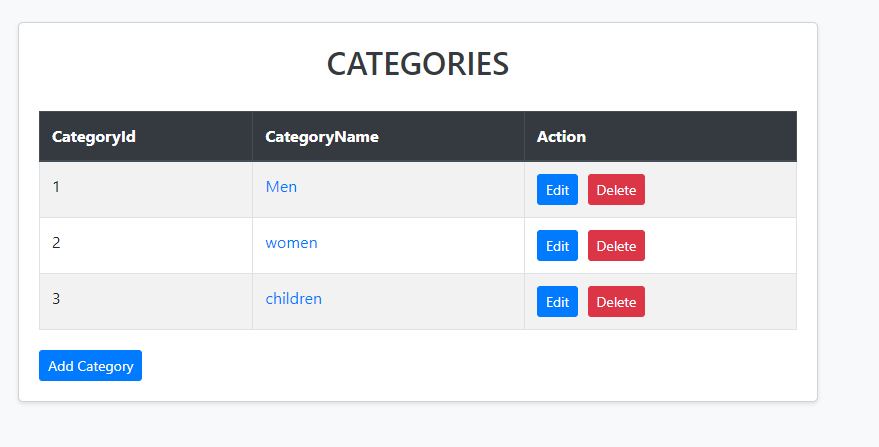 CATEGORIES
CategoryId CategoryName Action
1 Men Edit Delete
2 women Edit Delete
3 children Edit Delete
Add Category